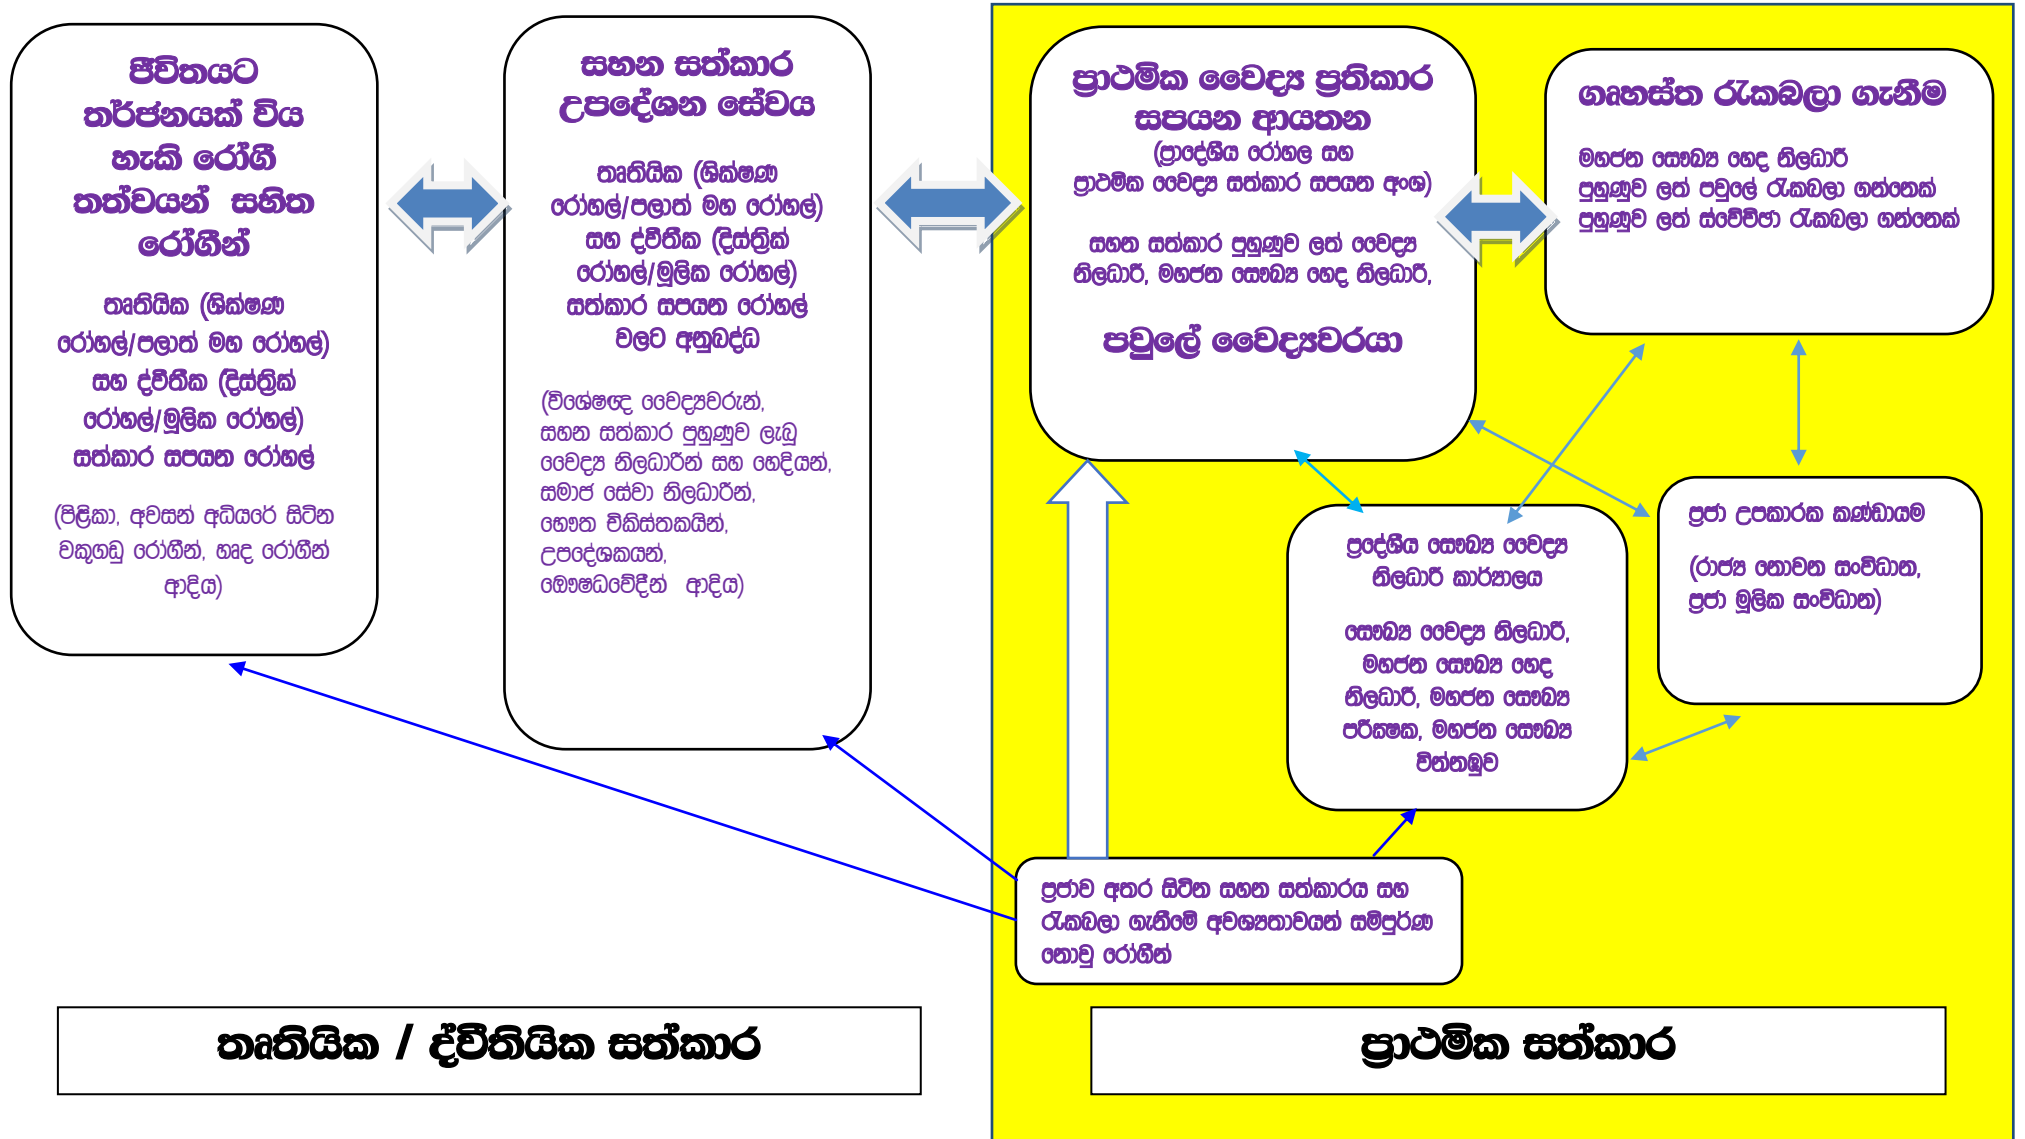 ජීවිතයට
තර්ජනයක් විය
හැකි රෝගී
තත්වයන් සහිත
රෝගීන්
තෘතියික (ශික්ෂණ
රෝහල්/පලාත් මහ රෝහල්)
සහ ද්විතීක (දිස්ත්‍රික්
රෝහල්/මූලික රෝහල්)
සත්කාර සපයන රෝහල්
(පිළිකා, අවසන් අධියරේ සිටින
වකුගඩු රෝගීන්, හෘද රෝගීන්
ආදිය)
සහන සත්කාර
උපදේශන සේවය
තෘතියික (ශික්ෂණ
රෝහල්/පලාත් මහ රෝහල්)
සහ ද්විතීක (දිස්ත්‍රික්
රෝහල්/මූලික රෝහල්)
සත්කාර සපයන රෝහල්
වලට අනුබද්ධ
(විශේෂඥ වෛද්‍යවරුන්,
සහන සත්කාර පුහුණුව ලැබූ
වෛද්‍ය නිලධාරීන් සහ හෙදියන්,
සමාජ සේවා නිලධාරීන්,
භෞත චිකිස්තකයින්,
උපදේශකයන්,
ඖෂධවේදීන් ආදිය)
ප්‍රාථමික වෛද්‍ය ප්‍රතිකාර
සපයන ආයතන
(ප්‍රාදේශීය රෝහල සහ
ප්‍රාථමික වෛද්‍ය සත්කාර සපයන අංශ)
සහන සත්කාර පුහුණුව ලත් වෛද්‍ය
නිලධාරී, මහජන සෞඛ්‍ය හෙද නිලධාරී,
පවුලේ වෛද්‍යවරයා
ගෘහස්ත රැකබලා ගැනීම
මහජන සෞඛ්‍ය හෙද නිලධාරී
පුහුණුව ලත් පවුලේ රැකබලා ගන්නෙක්
පුහුණුව ලත් ස්වේච්ඡා රැකබලා ගන්නෙක්
ප්‍රදේශීය සෞඛ්‍ය වෛද්‍ය
නිලධාරී කාර්යාලය
සෞඛ්‍ය වෛද්‍ය නිලධාරී,
මහජන සෞඛ්‍ය හෙද
නිලධාරී, මහජන සෞඛ්‍ය
පරීක්‍ෂක, මහජන සෞඛ්‍ය
වින්නඹුව
ප්‍රජා උපකාරක කණ්ඩායම
(රාජ්‍ය නොවන සංවිධාන,
ප්‍රජා මූලික සංවිධාන)
ප්‍රජාව අතර සිටින සහන සත්කාරය සහ
රැකබලා ගැනීමේ අවශ්‍යතාවයන් සම්පුර්ණ
නොවූ රෝගීන්
තෘතියික / ද්විතියික සත්කාර
ප්‍රාථමික සත්කාර